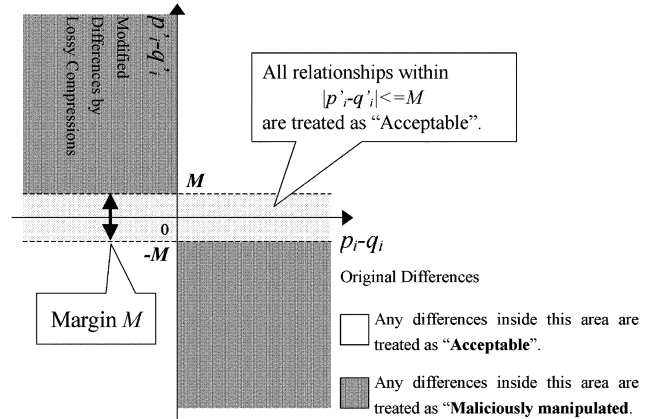 p'i-q'i
Modified
Differences by
Lossy Compressions
All relationships within
|p'i-q'i|<=M
are treated as “Acceptable”.
M
0
-M
pi-qi
Margin M
Original Differences
Any differences inside this area are
treated as “Acceptable”.
Any differences inside this area are
treated as “Maliciously manipulated.